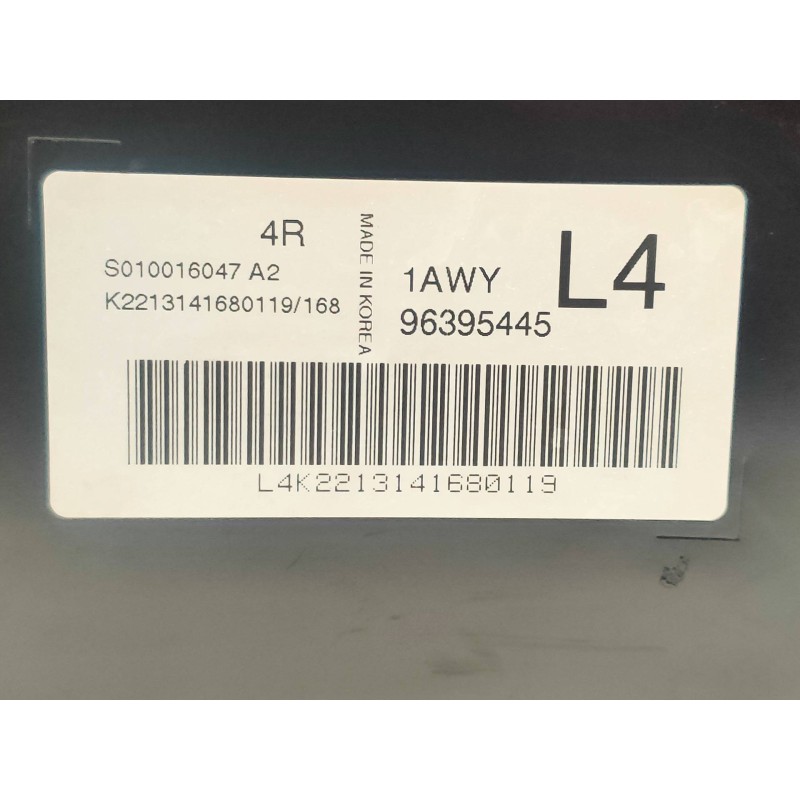 4R
S010016047 A2
K2213141680119/168
MADE IN KOREA
1AWY
L4
96395445
L4K2213141680119